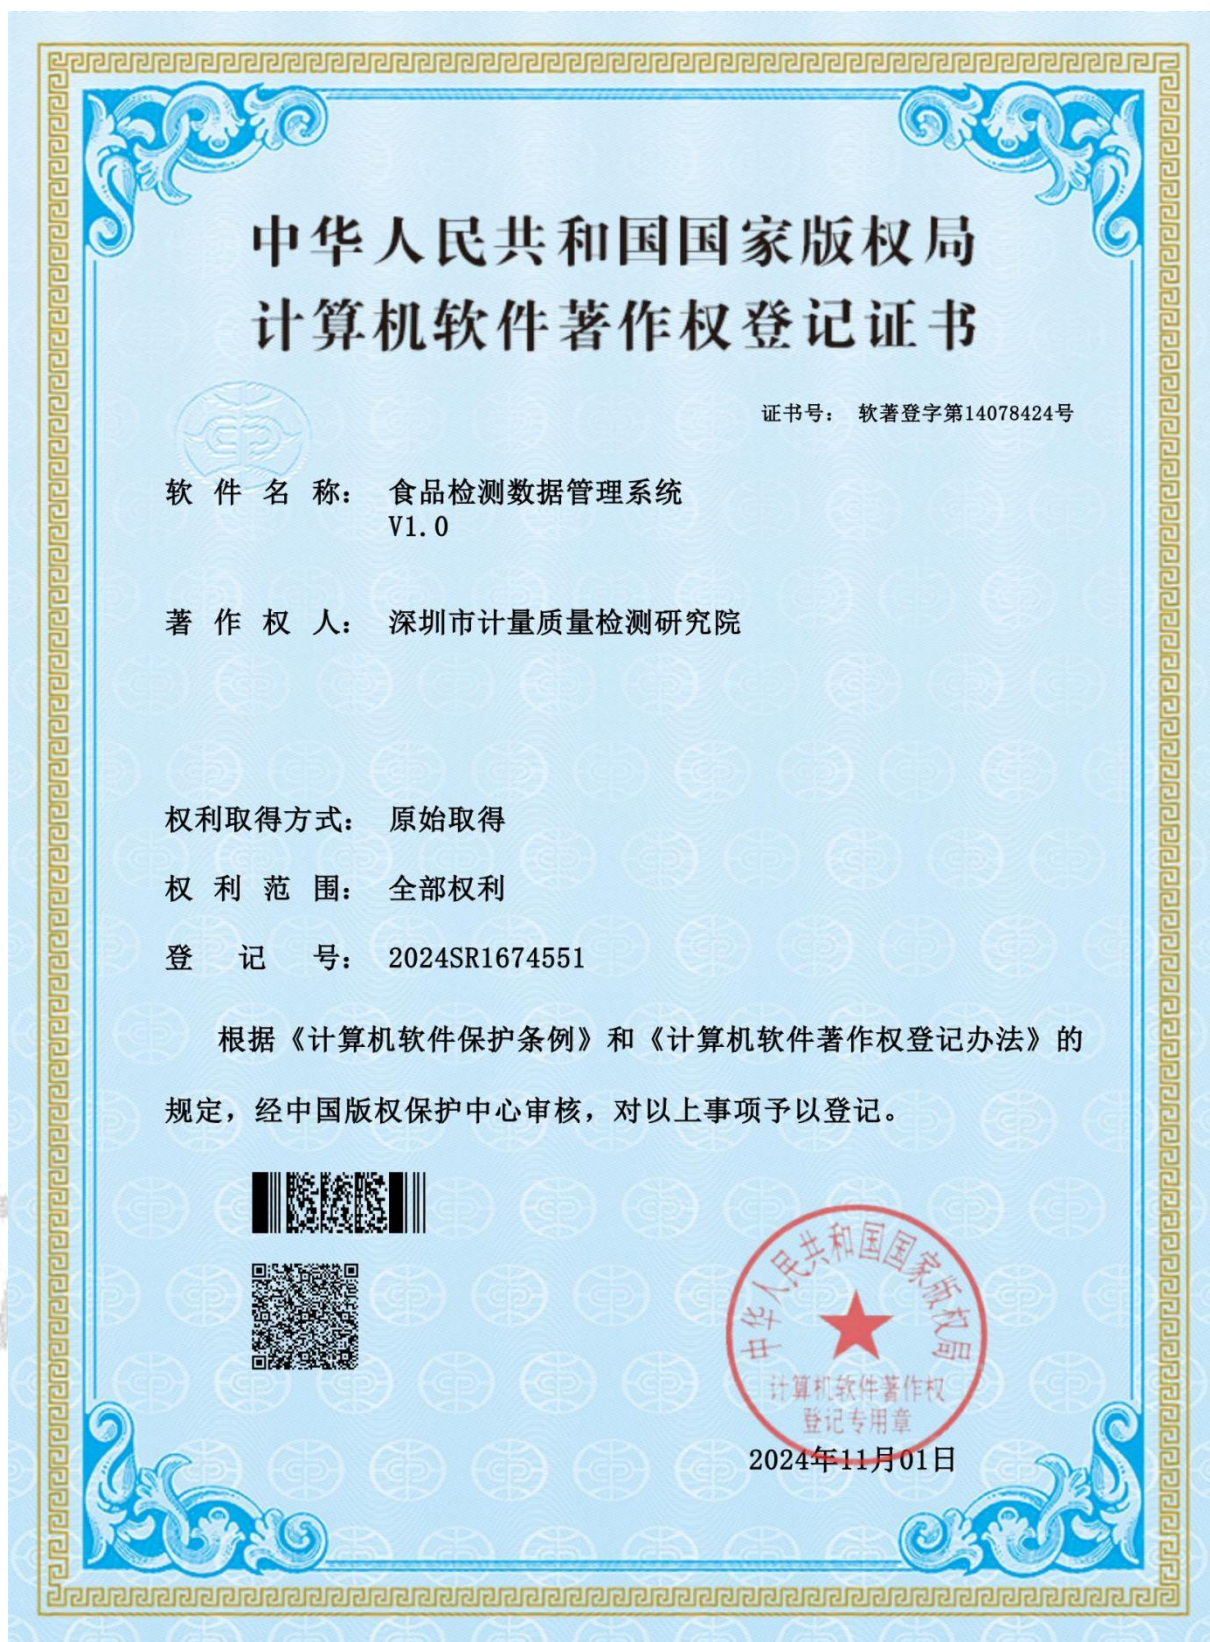 中华人民共和国国家版权局
计算机软件著作权登记证书
证书号： 软著登字第14078424号
软件名称： 食品检测数据管理系统
V1.0
著作权人： 深圳市计量质量检测研究院
权利取得方式： 原始取得
权利范围： 全部权利
登记号： 2024SR1674551
根据《计算机软件保护条例》和《计算机软件著作权登记办法》的
规定，经中国版权保护中心审核，对以上事项予以登记。
中华人民共和国国家版权局
计算机软件著作权
登记专用章
2024年11月01日